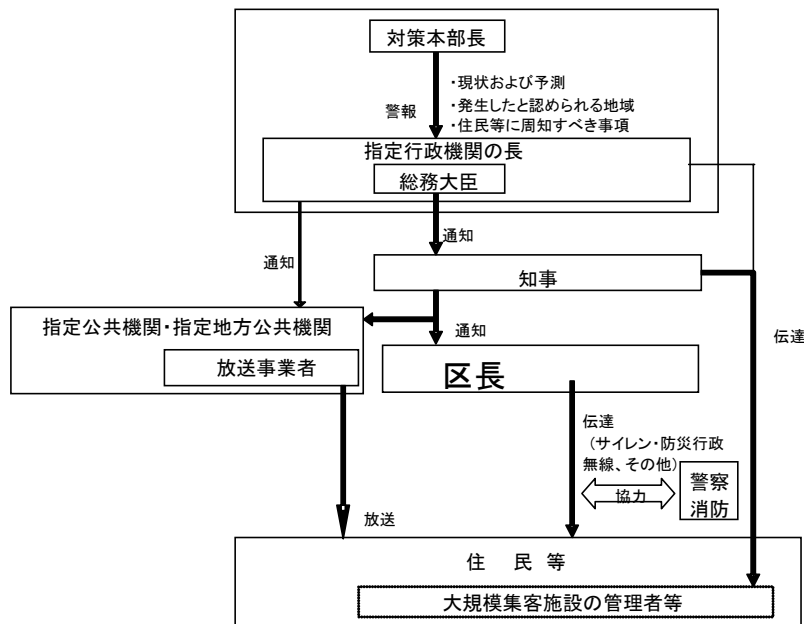 対策本部長
・現状および予測
・発生したと認められる地域
・住民等に周知すべき事項
警報
指定行政機関の長
総務大臣
通知
通知
知事
指定公共機関・指定地方公共機関
通知
伝達
放送事業者
区長
伝達
（サイレン・防災行政
無線、その他）
警察
消防
協力
放送
住 民 等
大規模集客施設の管理者等